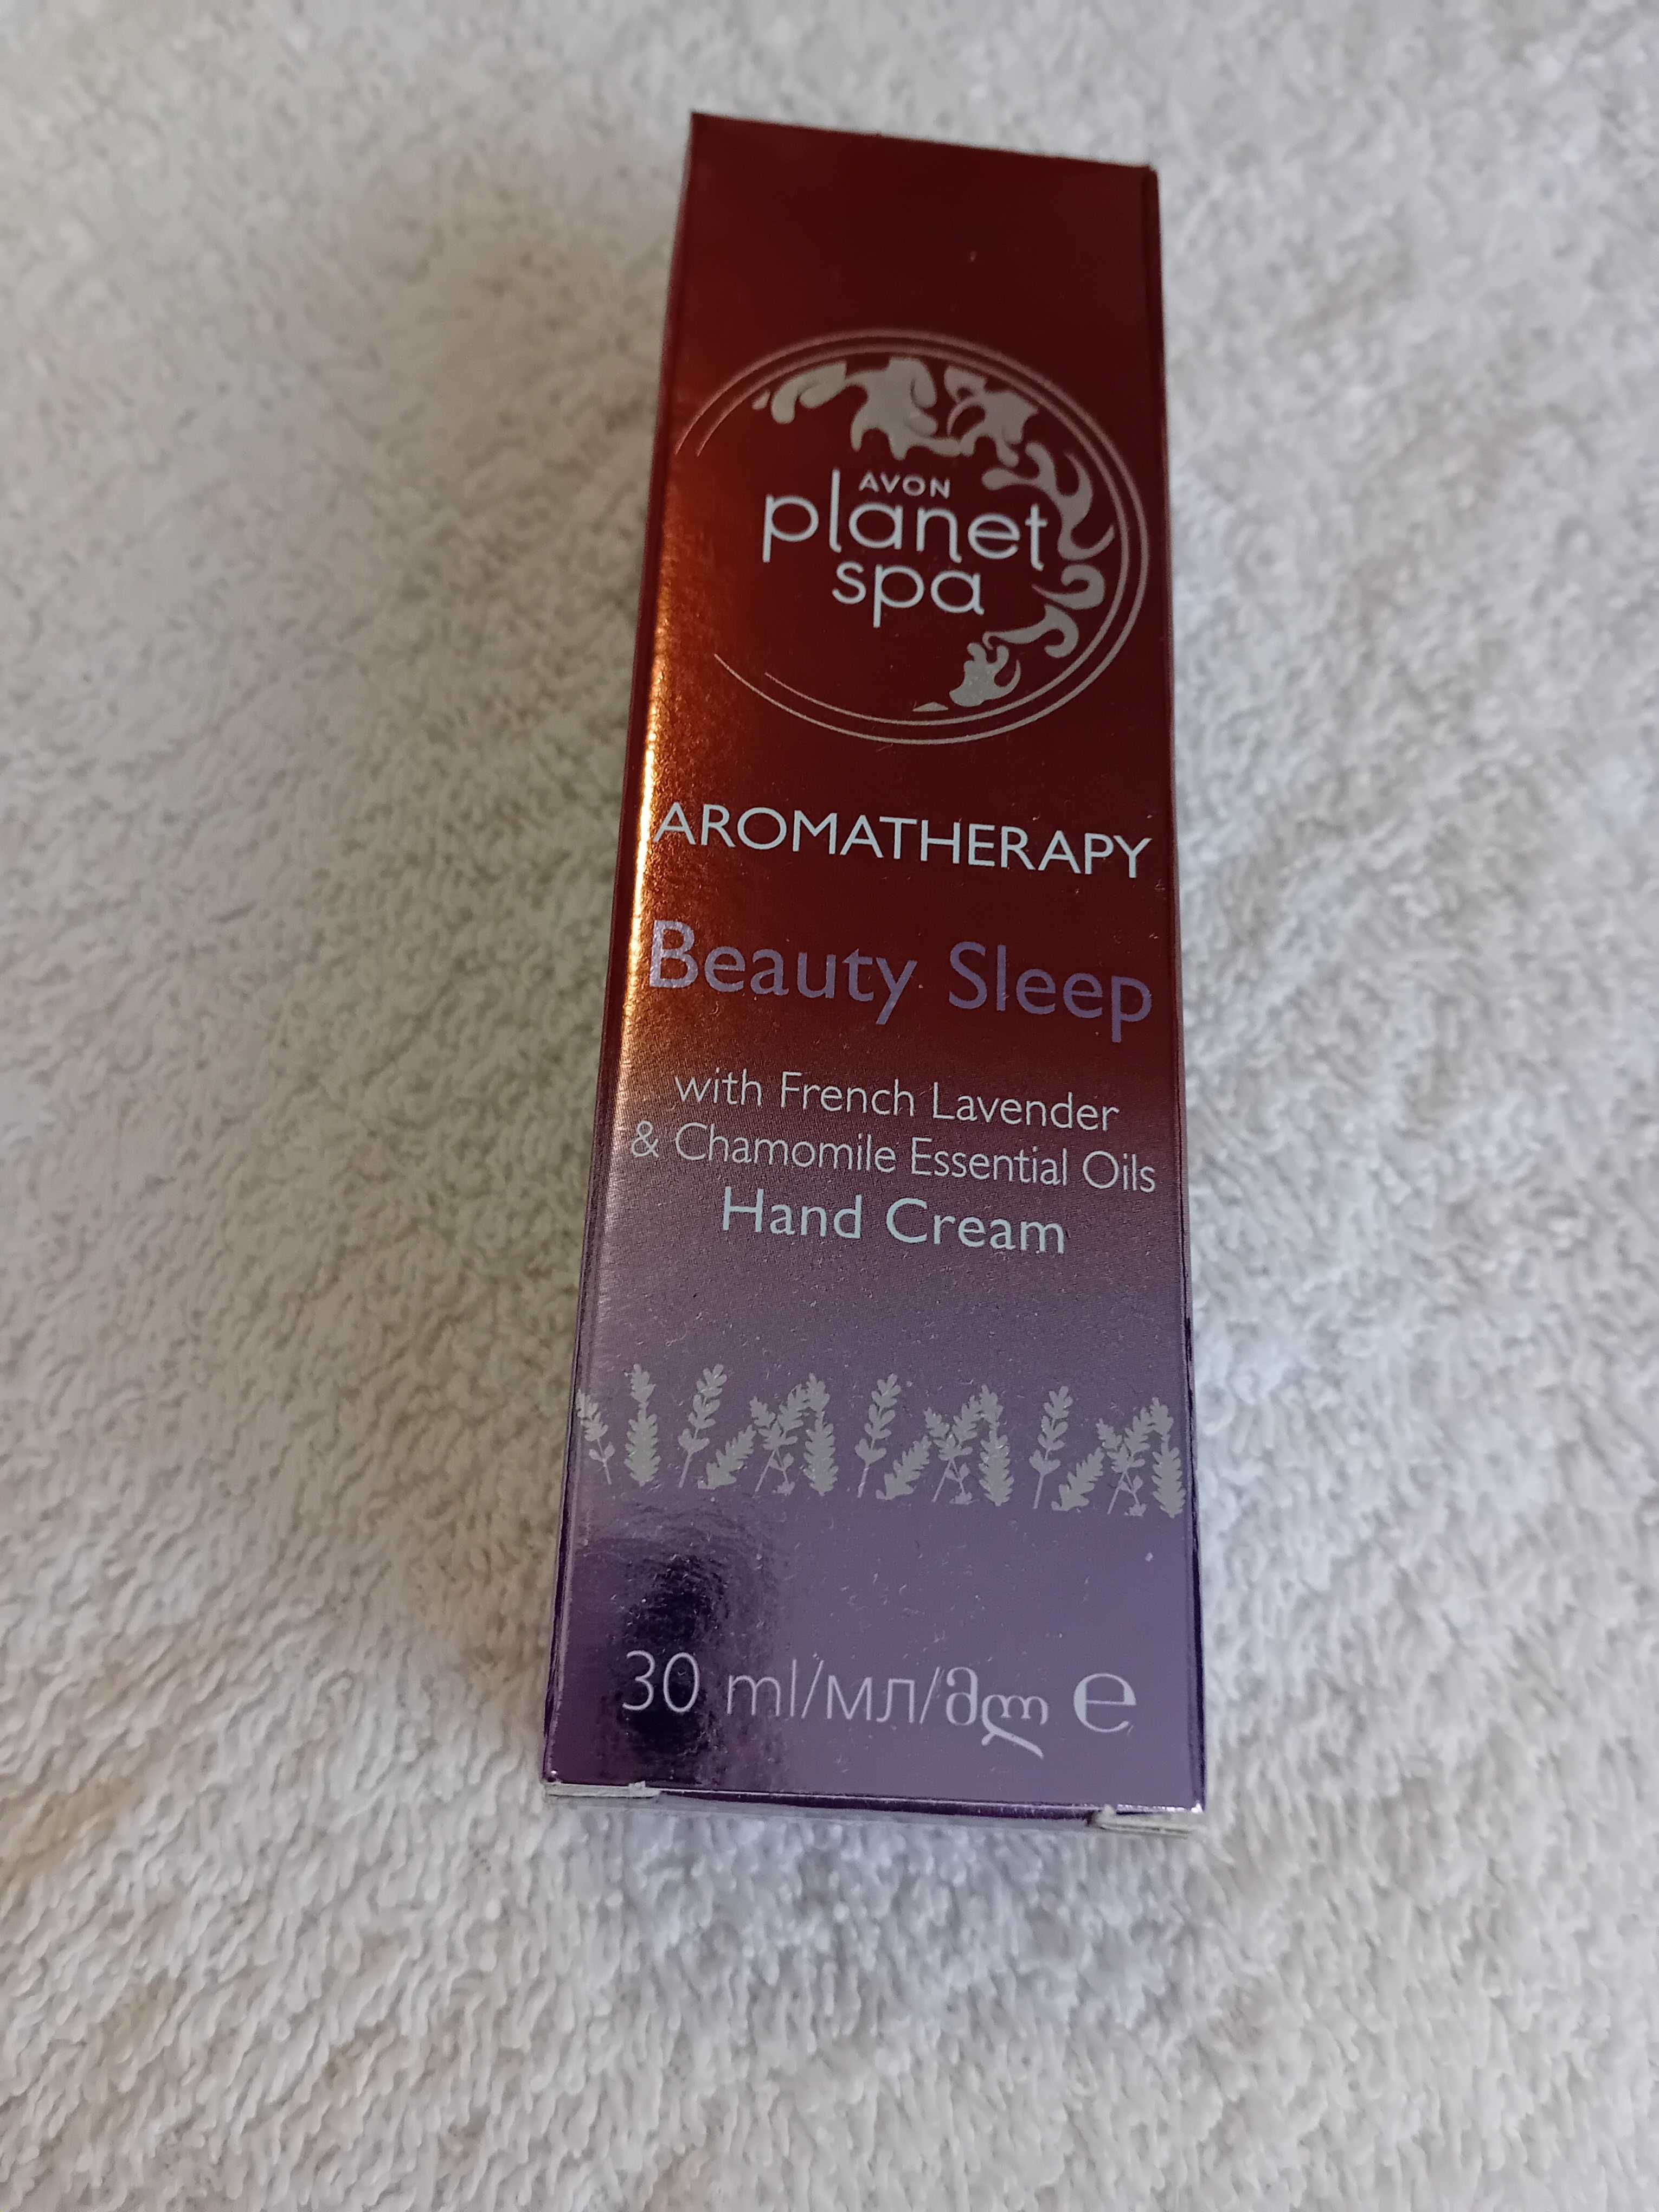 AVON
planet
spa
AROMATHERAPY
Beauty Sleep
with French Lavender
& Chamomile Essential Oils
Hand Cream
30 ml/мл/მლ ℮